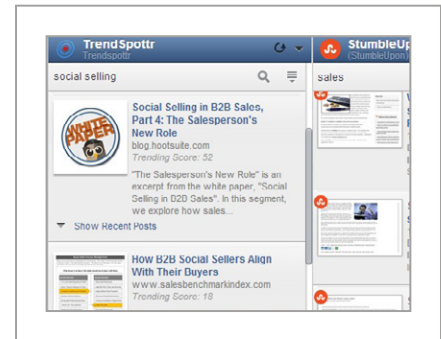 TrendSpottr
Trendspottr
StumbleUp
(StumbleUpon
social selling
sales
WHITE
PAPER
Social Selling in B2B Sales,
Part 4: The Salesperson's
New Role
blog.hootsuite.com
Trending Score: 52
"The Salesperson's New Role" is an
excerpt from the white paper, "Social
Selling in D2D Sales". In this segment,
we explore how sales...
Show Recent Posts
How B2B Social Sellers Align
With Their Buyers
www.salesbenchmarkindex.com
Trending Score: 18